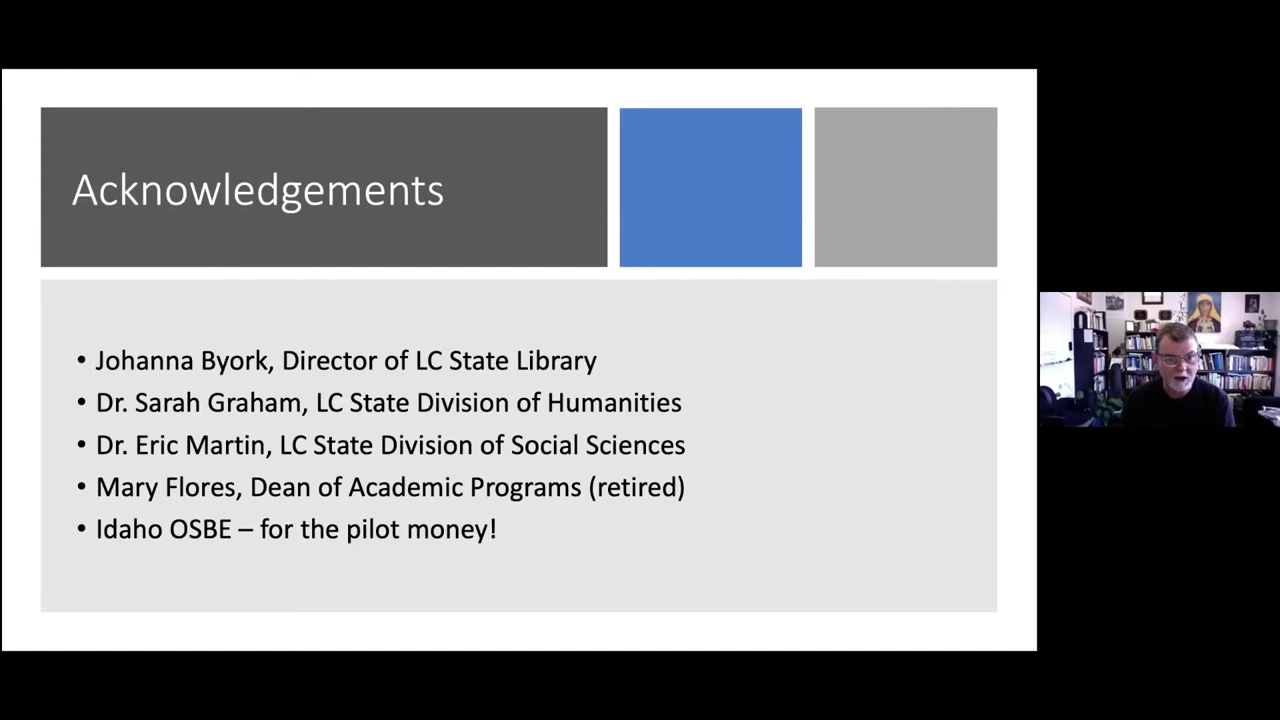 Acknowledgements
• Johanna Byork, Director of LC State Library
• Dr. Sarah Graham, LC State Division of Humanities
• Dr. Eric Martin, LC State Division of Social Sciences
• Mary Flores, Dean of Academic Programs (retired)
• Idaho OSBE – for the pilot money!